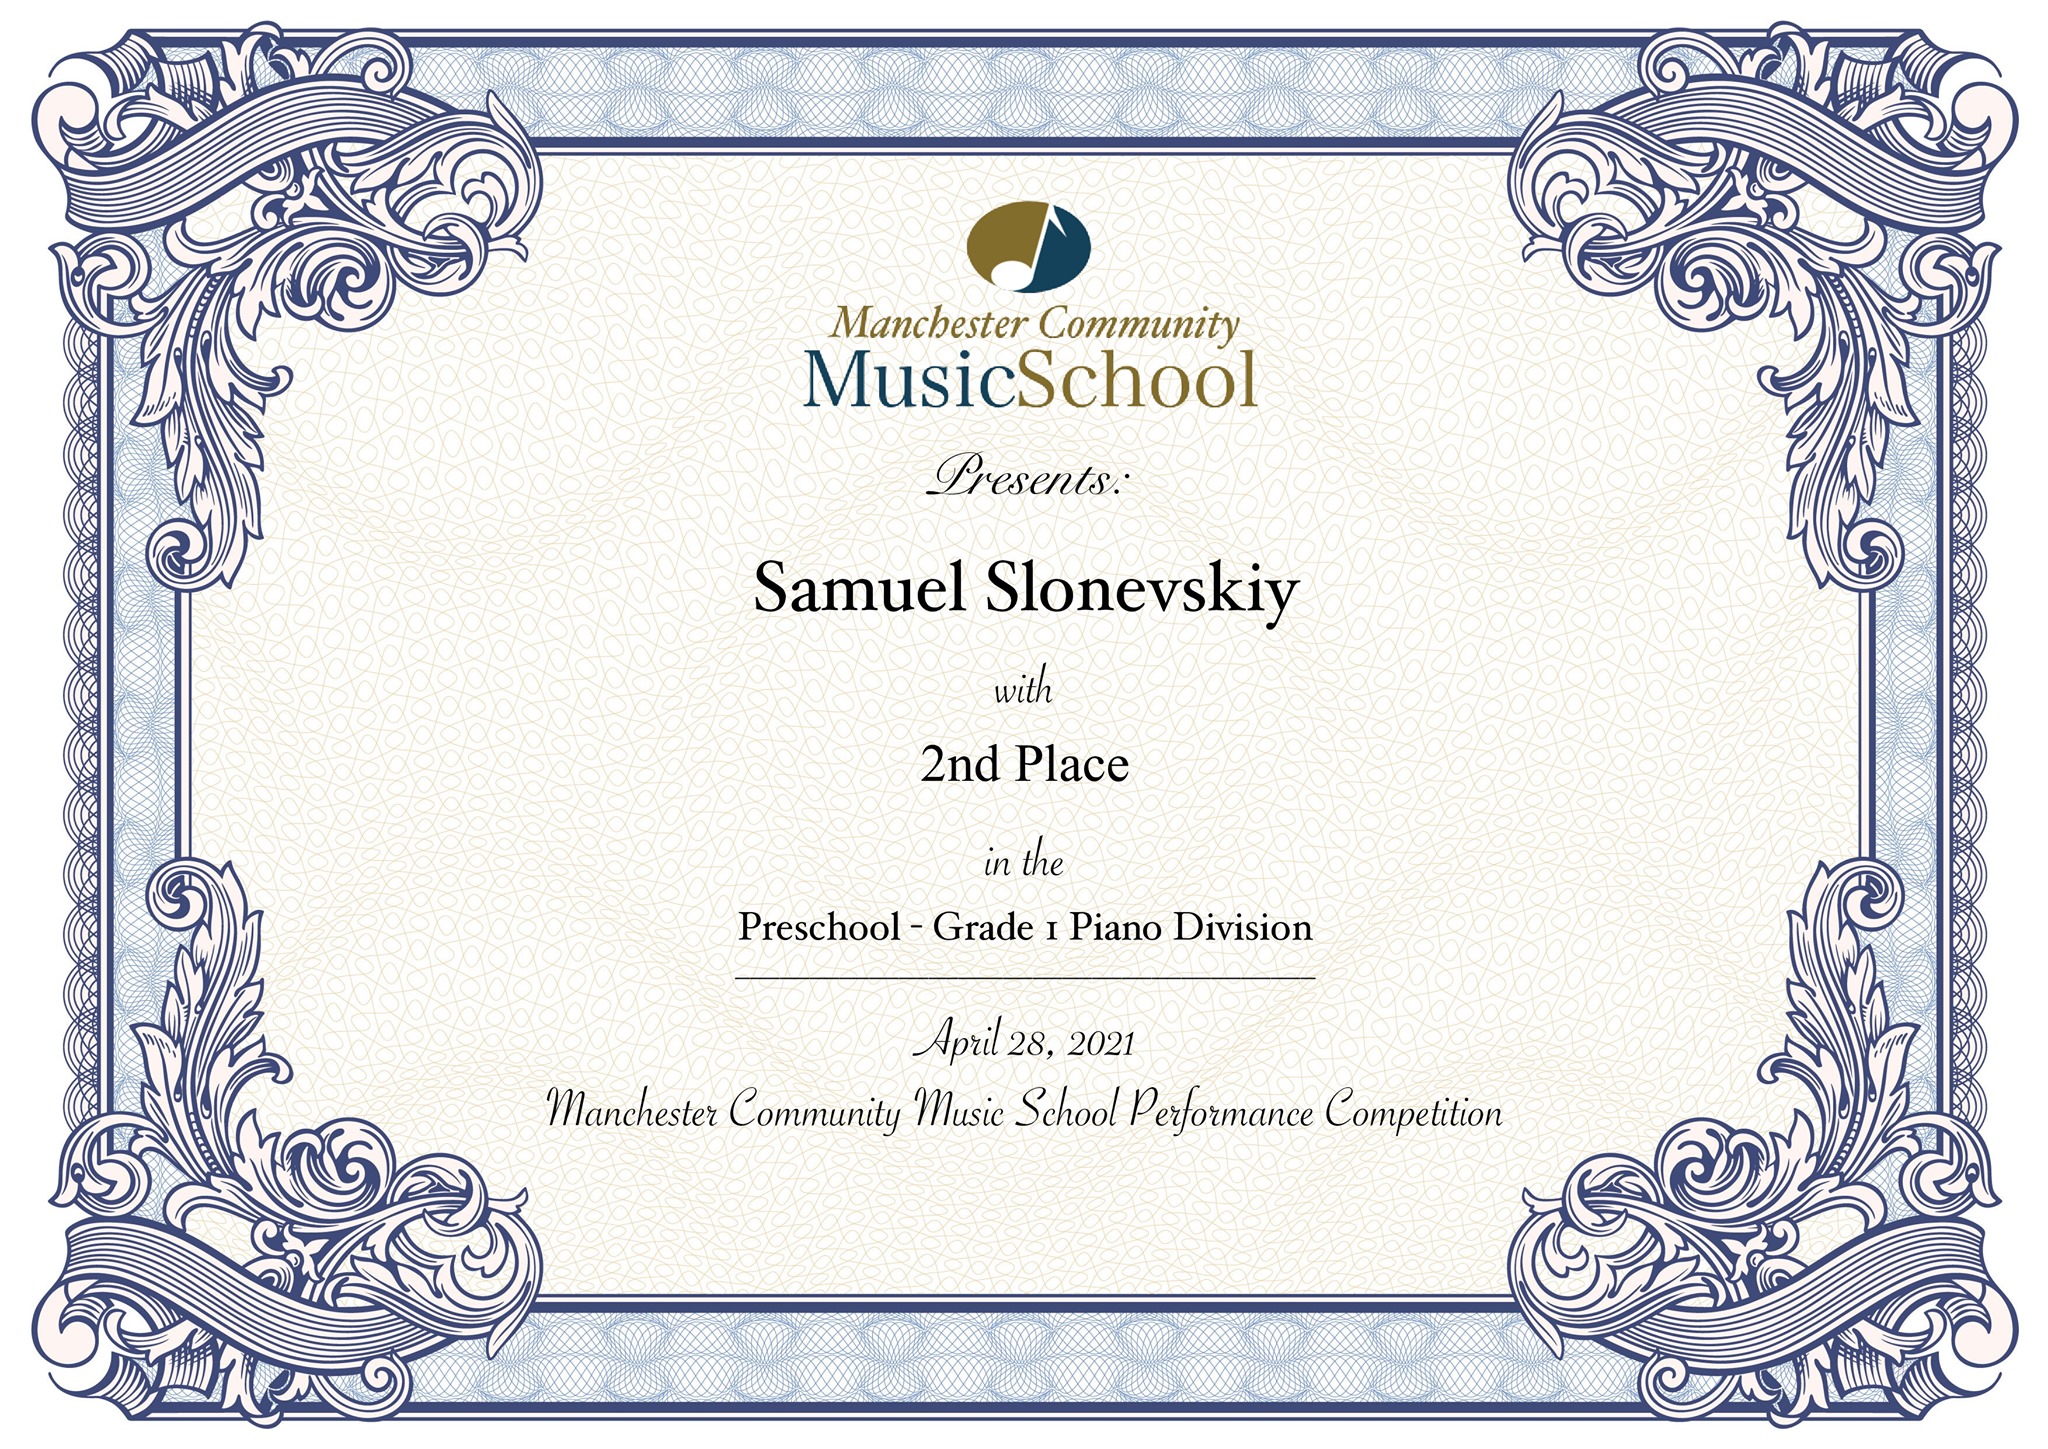 Manchester Community
MusicSchool
Presents:
Samuel Slonevskiy
with
2nd Place
in the
Preschool - Grade 1 Piano Division
April 28, 2021
Manchester Community Music School Performance Competition